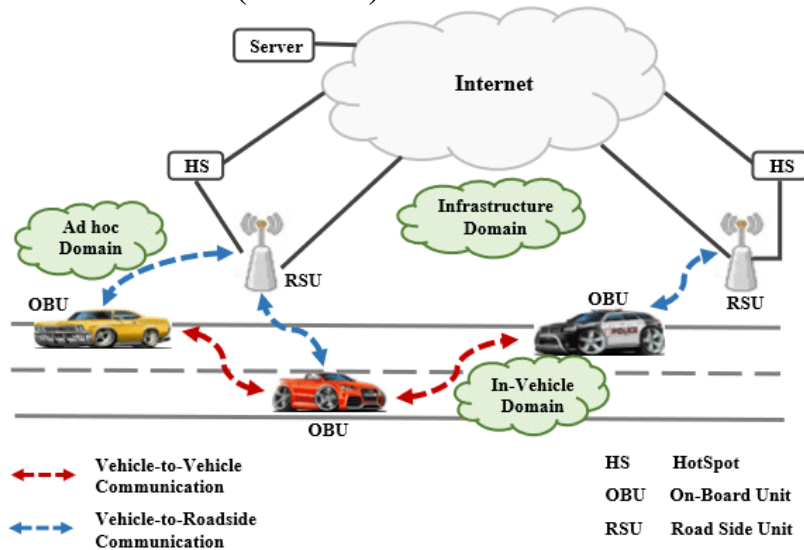 Server
Internet
HS
HS
Ad hoc
Domain
Infrastructure
Domain
RSU
RSU
OBU
OBU
POLICE
In-Vehicle
Domain
OBU
Vehicle-to-Vehicle
Communication
Vehicle-to-Roadside
Communication
HS HotSpot
OBU On-Board Unit
RSU Road Side Unit